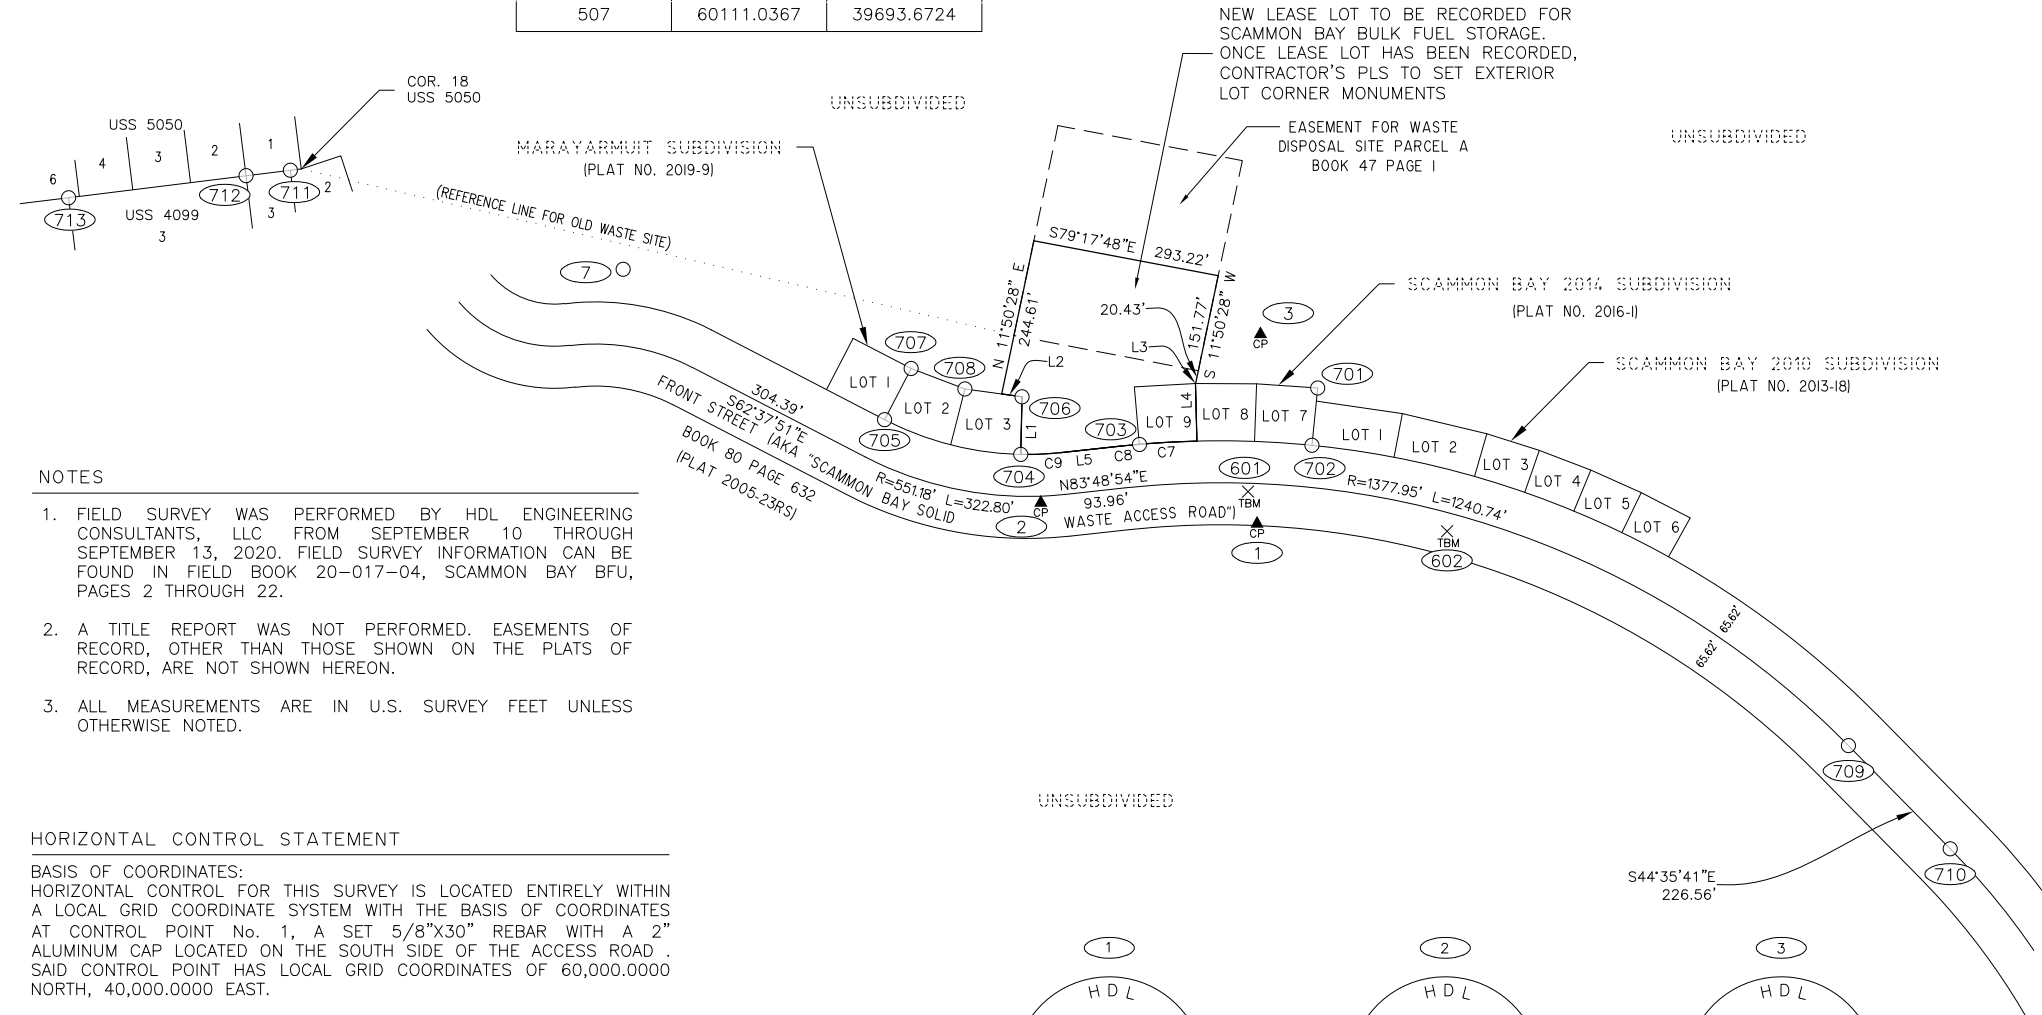 507 60111.0367 39693.6724
NEW LEASE LOT TO BE RECORDED FOR
SCAMMON BAY BULK FUEL STORAGE.
ONCE LEASE LOT HAS BEEN RECORDED,
CONTRACTOR'S PLS TO SET EXTERIOR
LOT CORNER MONUMENTS
COR. 18
USS 5050
UNSUBDIVIDED
EASEMENT FOR WASTE
DISPOSAL SITE PARCEL A
BOOK 47 PAGE 1
UNSUBDIVIDED
USS 5050
6
4
3
2
1
2
3
713
712
711
USS 4099
3
MARAYARMUIT SUBDIVISION
(PLAT NO. 2019-9)
(REFERENCE LINE FOR OLD WASTE SITE)
7
S79°17'48"E 293.22'
N 11°50'28" E
244.61'
20.43'
151.77'
S 11°50'28" W
L3
L2
3
CP
SCAMMON BAY 2014 SUBDIVISION
(PLAT NO. 2016-1)
SCAMMON BAY 2010 SUBDIVISION
(PLAT NO. 2013-18)
707
708
706
701
LOT 1
LOT 2
LOT 3
L1
705
704
703
LOT 9
L4
LOT 8
LOT 7
LOT 1
LOT 2
LOT 3
LOT 4
LOT 5
LOT 6
C9
L5
C8
C7
601
702
304.39'
S62°37'51"E
FRONT STREET (AKA "SCAMMON BAY SOLID
WASTE ACCESS ROAD")
BOOK 80 PAGE 632
(PLAT 2005-23RS)
R=551.18' L=322.80'
N83°48'54"E
93.96'
R=1377.95' L=1240.74'
CP
2
TBM
CP
1
TBM
602
65.62'
65.62'
709
710
S44°35'41"E
226.56'
UNSUBDIVIDED
NOTES
1. FIELD SURVEY WAS PERFORMED BY HDL ENGINEERING
CONSULTANTS, LLC FROM SEPTEMBER 10 THROUGH
SEPTEMBER 13, 2020. FIELD SURVEY INFORMATION CAN BE
FOUND IN FIELD BOOK 20-017-04, SCAMMON BAY BFU,
PAGES 2 THROUGH 22.
2. A TITLE REPORT WAS NOT PERFORMED. EASEMENTS OF
RECORD, OTHER THAN THOSE SHOWN ON THE PLATS OF
RECORD, ARE NOT SHOWN HEREON.
3. ALL MEASUREMENTS ARE IN U.S. SURVEY FEET UNLESS
OTHERWISE NOTED.
HORIZONTAL CONTROL STATEMENT
BASIS OF COORDINATES:
HORIZONTAL CONTROL FOR THIS SURVEY IS LOCATED ENTIRELY WITHIN
A LOCAL GRID COORDINATE SYSTEM WITH THE BASIS OF COORDINATES
AT CONTROL POINT No. 1, A SET 5/8"X30" REBAR WITH A 2"
ALUMINUM CAP LOCATED ON THE SOUTH SIDE OF THE ACCESS ROAD .
SAID CONTROL POINT HAS LOCAL GRID COORDINATES OF 60,000.0000
NORTH, 40,000.0000 EAST.
1
2
3
HDL
HDL
HDL